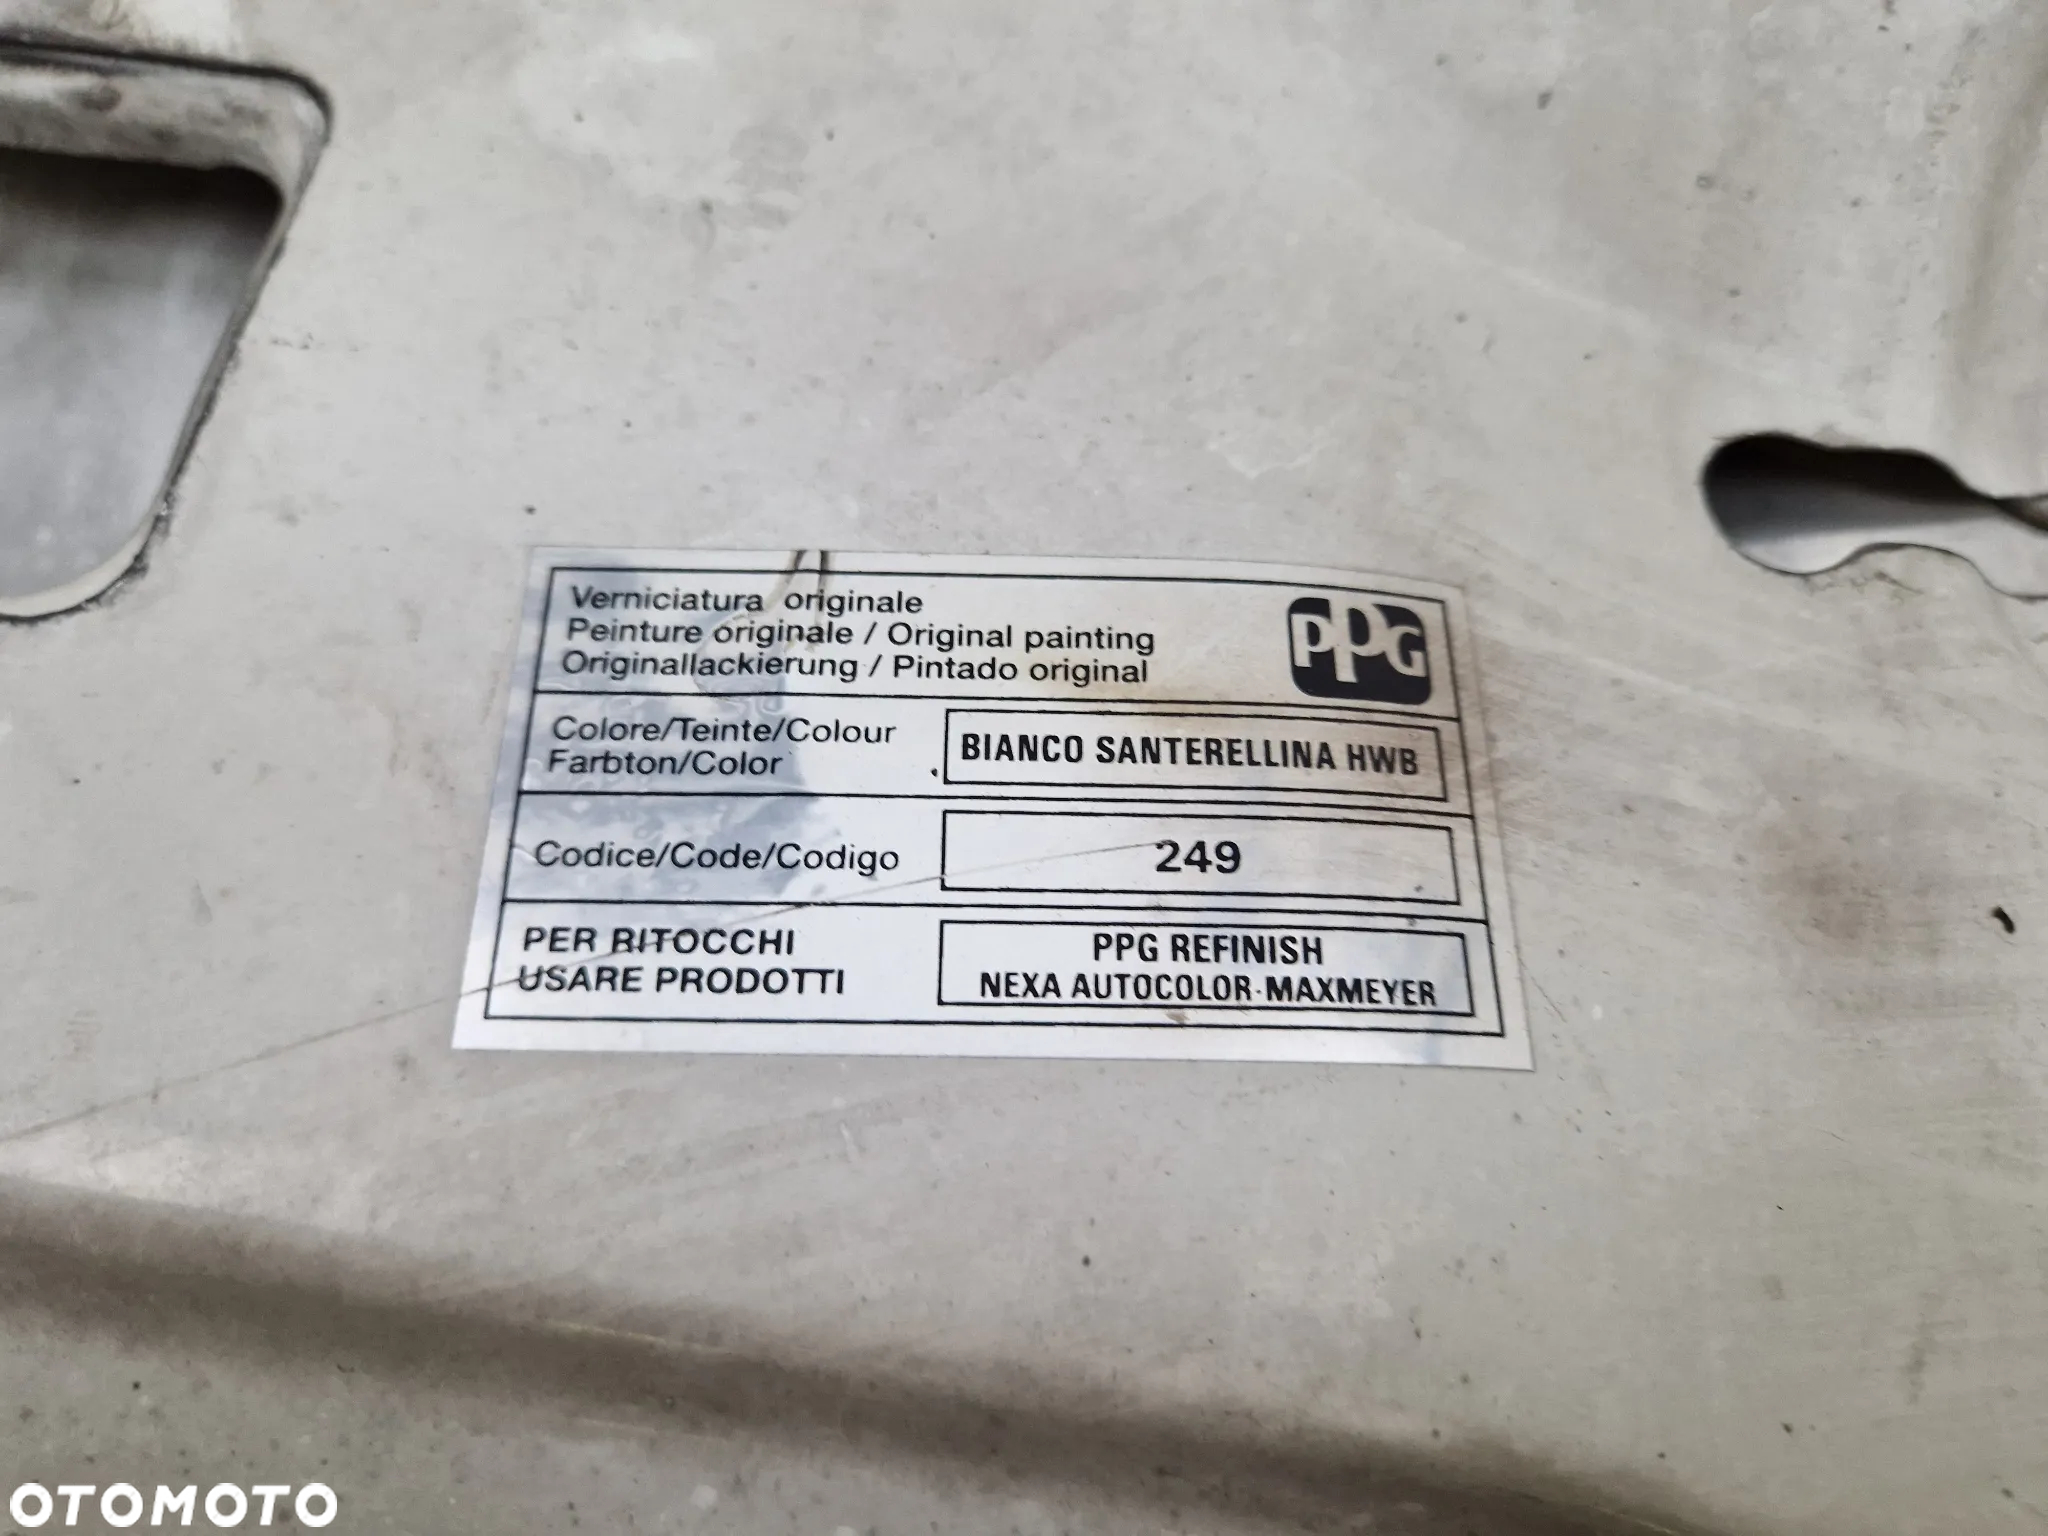 Verniciatura originale
Peinture originale / Original painting
Originallackierung / Pintado original
PPG
Colore/Teinte/Colour
Farbton/Color
BIANCO SANTERELLINA HWB
Codice/Code/Codigo
249
PER RITOCCHI
USARE PRODOTTI
PPG REFINISH
NEXA AUTOCOLOR-MAXMEYER
OTOMOTO